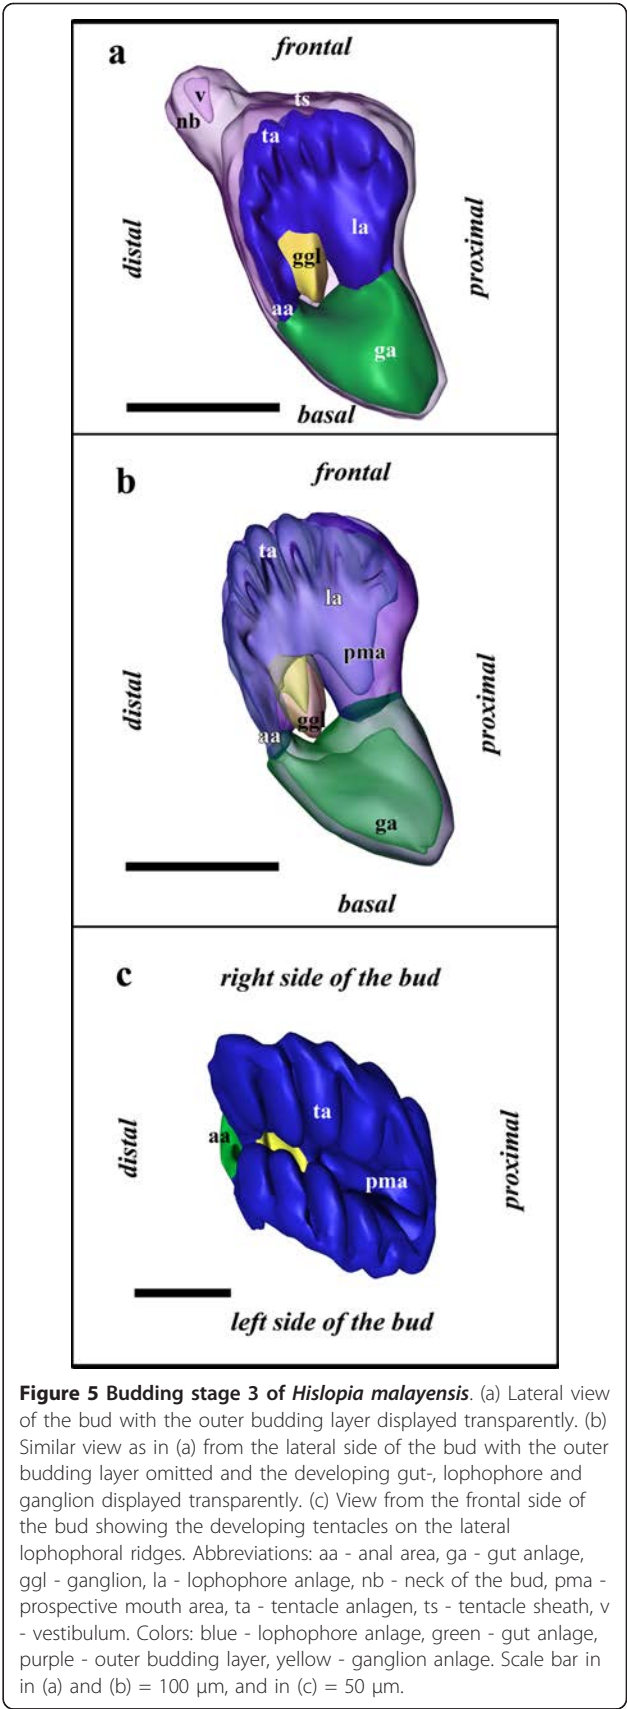 a
frontal
v
nb
ts
ta
la
distal
proximal
ggl
aa
ga
basal
b
frontal
ta
la
pma
distal
proximal
ggl
aa
ga
basal
c
right side of the bud
ta
distal
aa
proximal
pma
left side of the bud
Figure 5 Budding stage 3 of Hislopia malayensis. (a) Lateral view
of the bud with the outer budding layer displayed transparently. (b)
Similar view as in (a) from the lateral side of the bud with the outer
budding layer omitted and the developing gut-, lophophore and
ganglion displayed transparently. (c) View from the frontal side of
the bud showing the developing tentacles on the lateral
lophophoral ridges. Abbreviations: aa - anal area, ga - gut anlage,
ggl - ganglion, la - lophophore anlage, nb - neck of the bud, pma -
prospective mouth area, ta - tentacle anlagen, ts - tentacle sheath, v
- vestibulum. Colors: blue - lophophore anlage, green - gut anlage,
purple - outer budding layer, yellow - ganglion anlage. Scale bar in
in (a) and (b) = 100 μm, and in (c) = 50 μm.